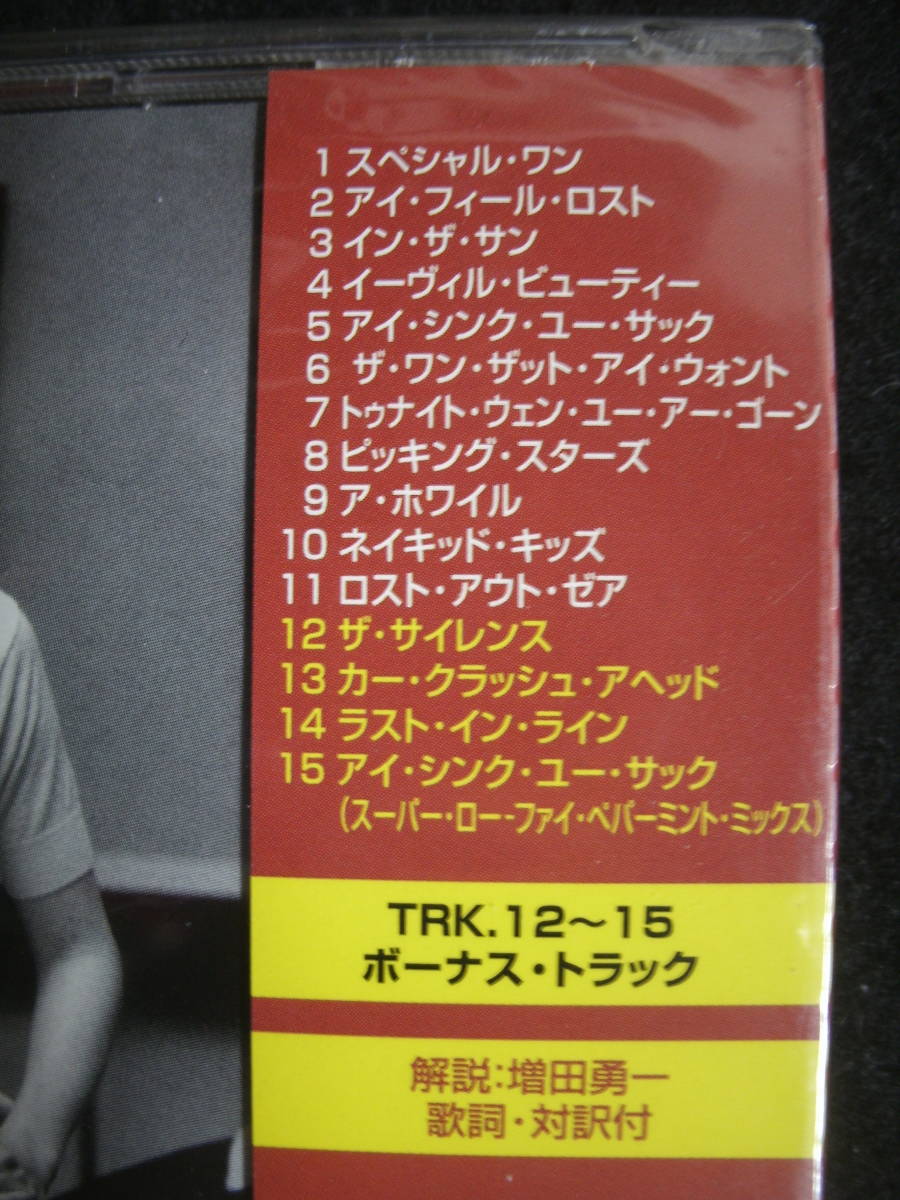 1 スペシャル・ワン
2 アイ・フィール・ロスト
3 イン・ザ・サン
4 イーヴィル・ビューティー
5 アイ・シンク・ユー・サック
6 ザ・ワン・ザット・アイ・ウォント
7 トゥナイト・ウェン・ユー・アー・ゴーン
8 ピッキング・スターズ
9 ア・ホワイル
10 ネイキッド・キッズ
11 ロスト・アウト・ゼア
12 ザ・サイレンス
13 カー・クラッシュ・アヘッド
14 ラスト・イン・ライン
15 アイ・シンク・ユー・サック
(スーパー・ロー-ファイ・ペパーミント・ミックス)
TRK.12〜15
ボーナス・トラック
解説:増田勇一
歌詞・対訳付